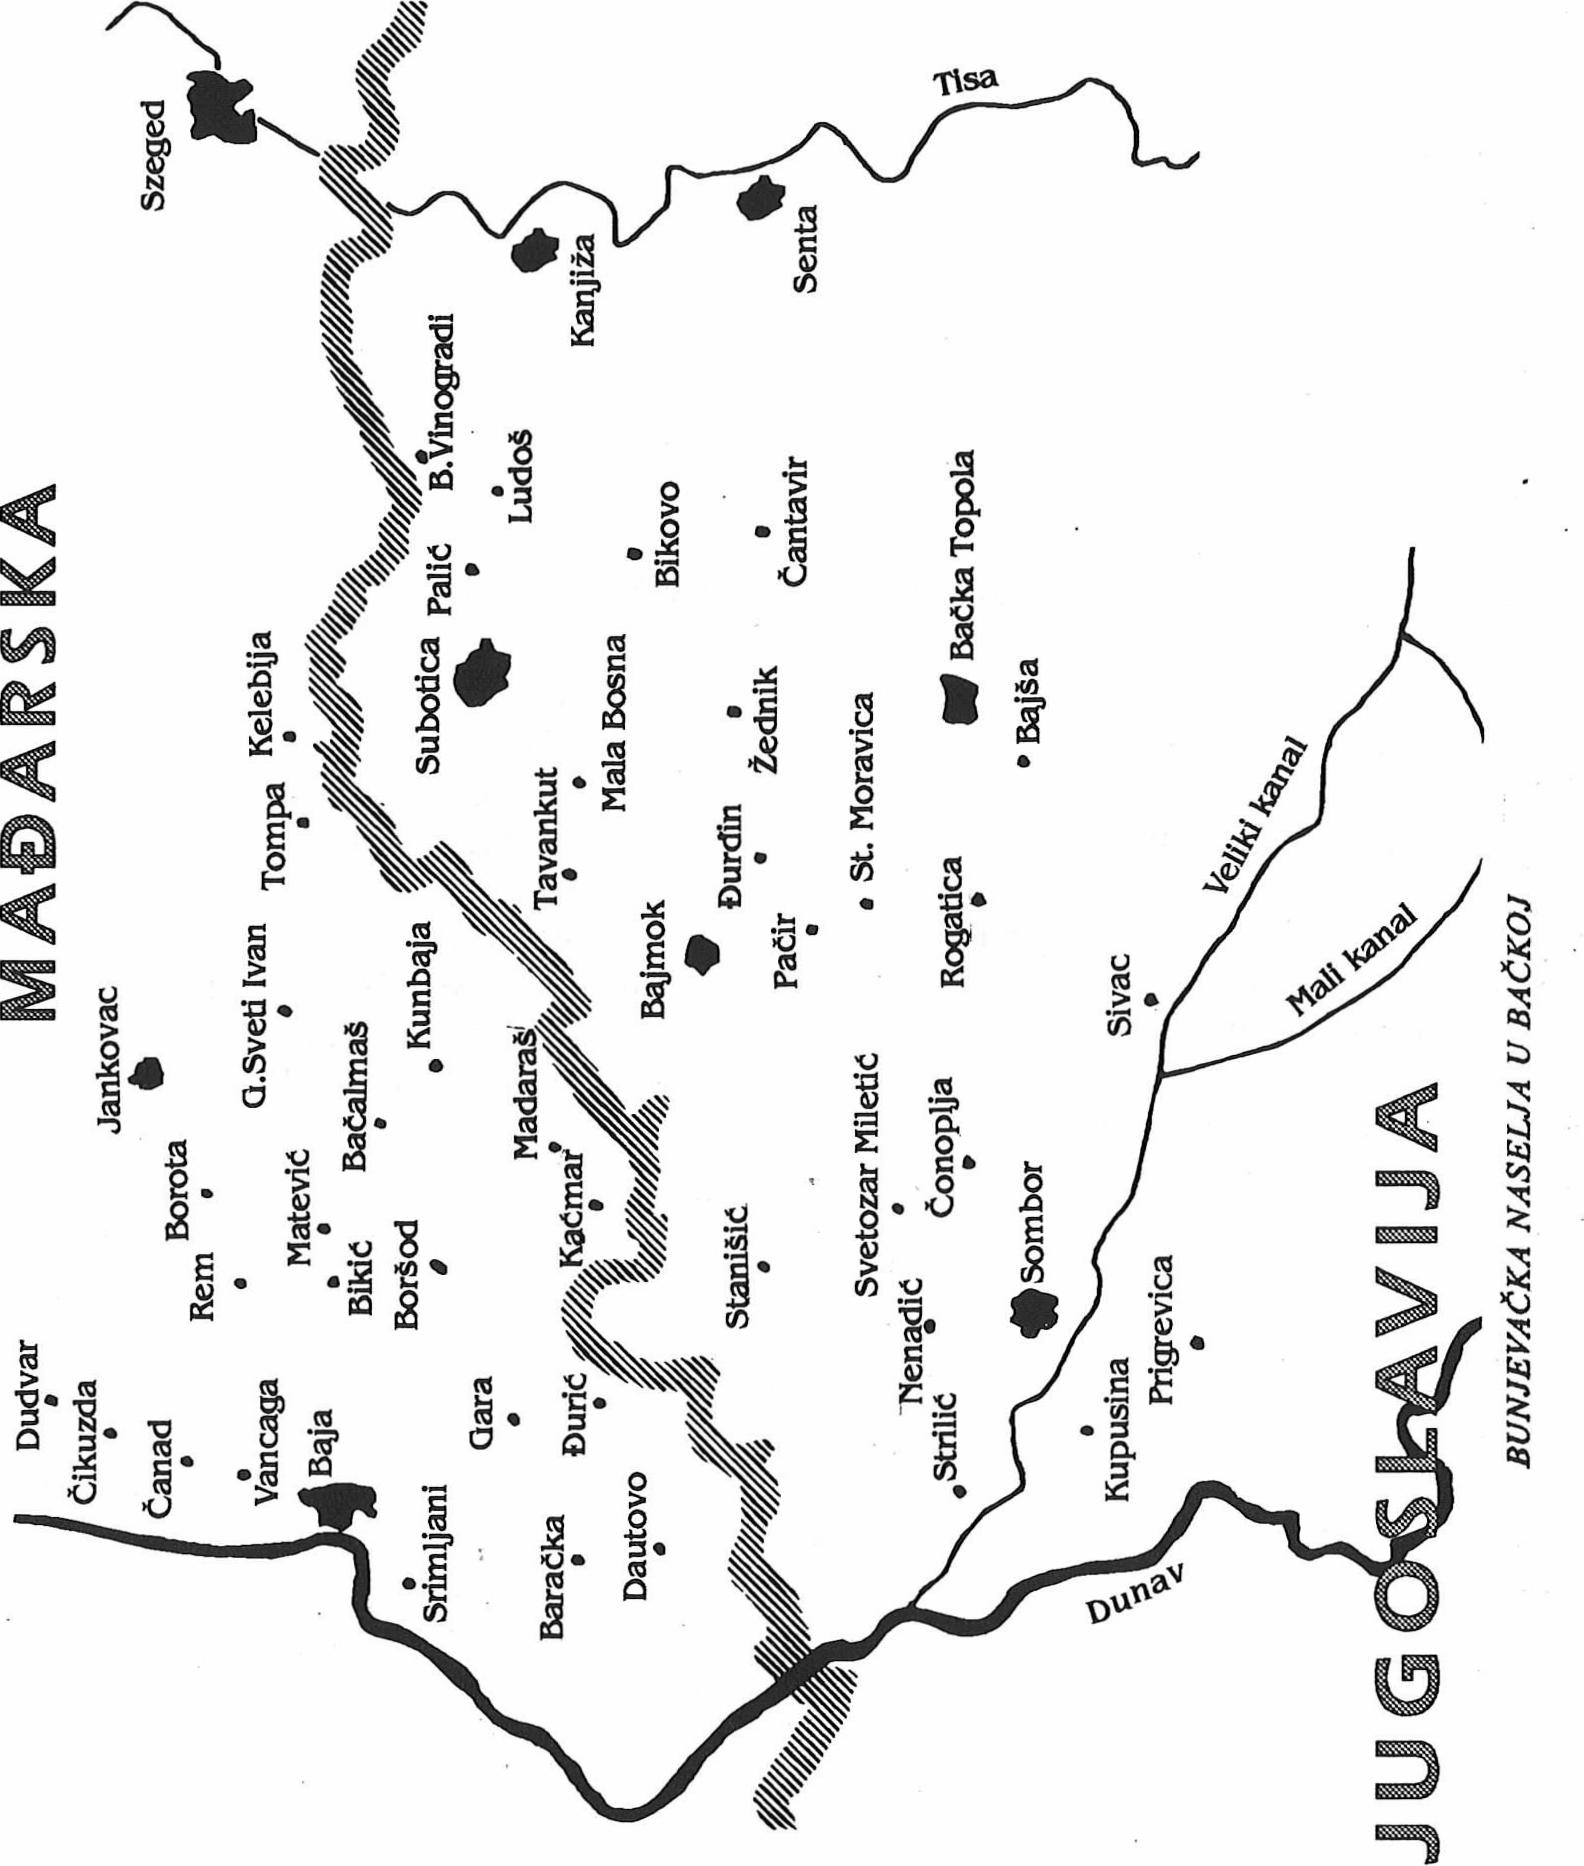 MAĐARSKA
Szeged
Jankovac
Dudvar
Čikuzda
Čanad
Borota
Rem
Vancaga
Baja
G.Sveti Ivan
Tompa
Kelebija
Matević
Bikić
Bačalmaš
Boršod
Kunbaja
Srimljani
Gara
Madaraš
Kaćmar
Baračka
Đurić
Dautovo
Subotica
Palić
B.Vinogradi
Ludoš
Kanjiža
Tavankut
Mala Bosna
Bikovo
Bajmok
Stanišić
Đurđin
Žednik
Čantavir
Senta
Tisa
Pačir
St. Moravica
Svetozar Miletić
Nenadić
Strilić
Čonoplja
Rogatica
Bačka Topola
Bajša
Sombor
Sivac
Kupusina
Prigrevica
Dunav
Veliki kanal
Mali kanal
JUGOSLAVIJA
BUNJEVAČKA NASELJA U BAČKOJ